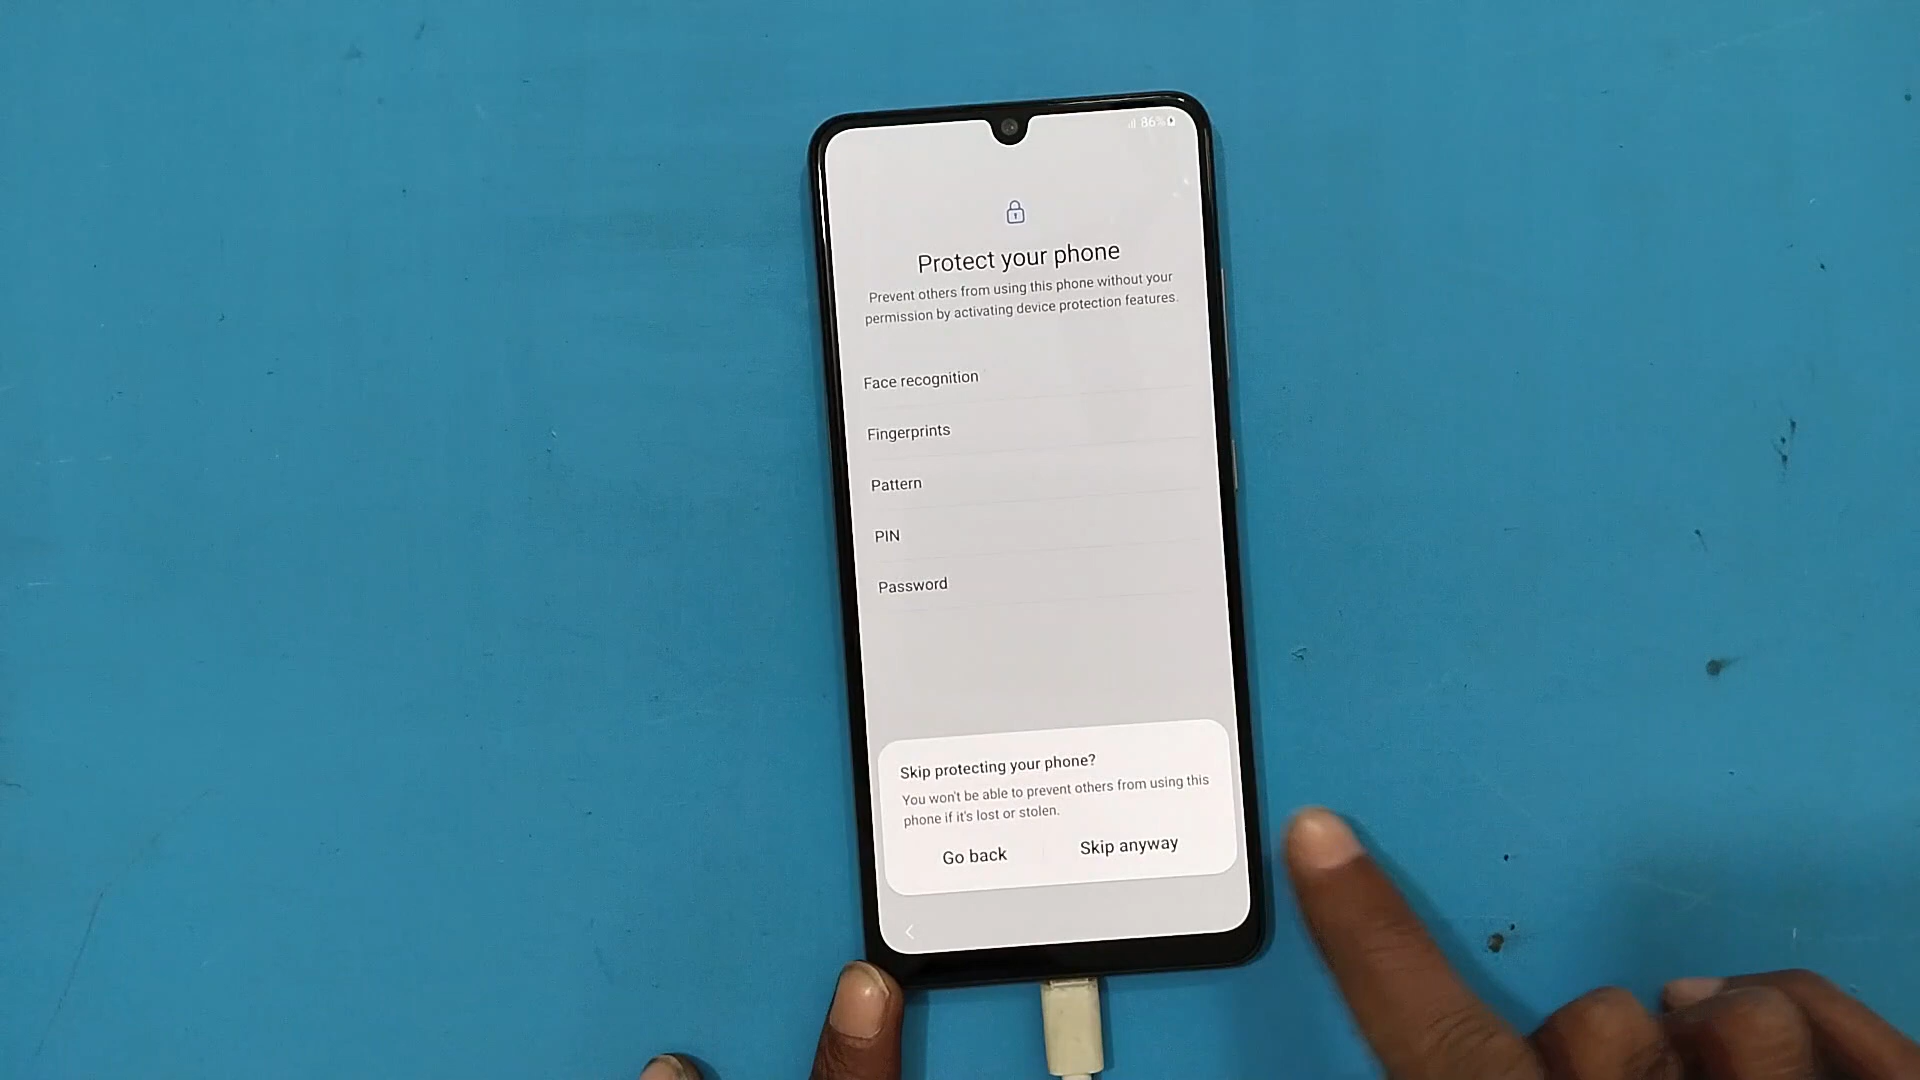 86%
Protect your phone
Prevent others from using this phone without your
permission by activating device protection features.
Face recognition
Fingerprints
Pattern
PIN
Password
Skip protecting your phone?
You won't be able to prevent others from using this
phone if it's lost or stolen.
Go back
Skip anyway